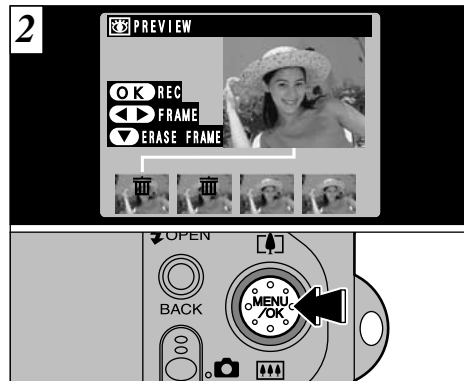 2
PREVIEW
OK REC
FRAME
ERASE FRAME
OPEN
BACK
MENU
/OK